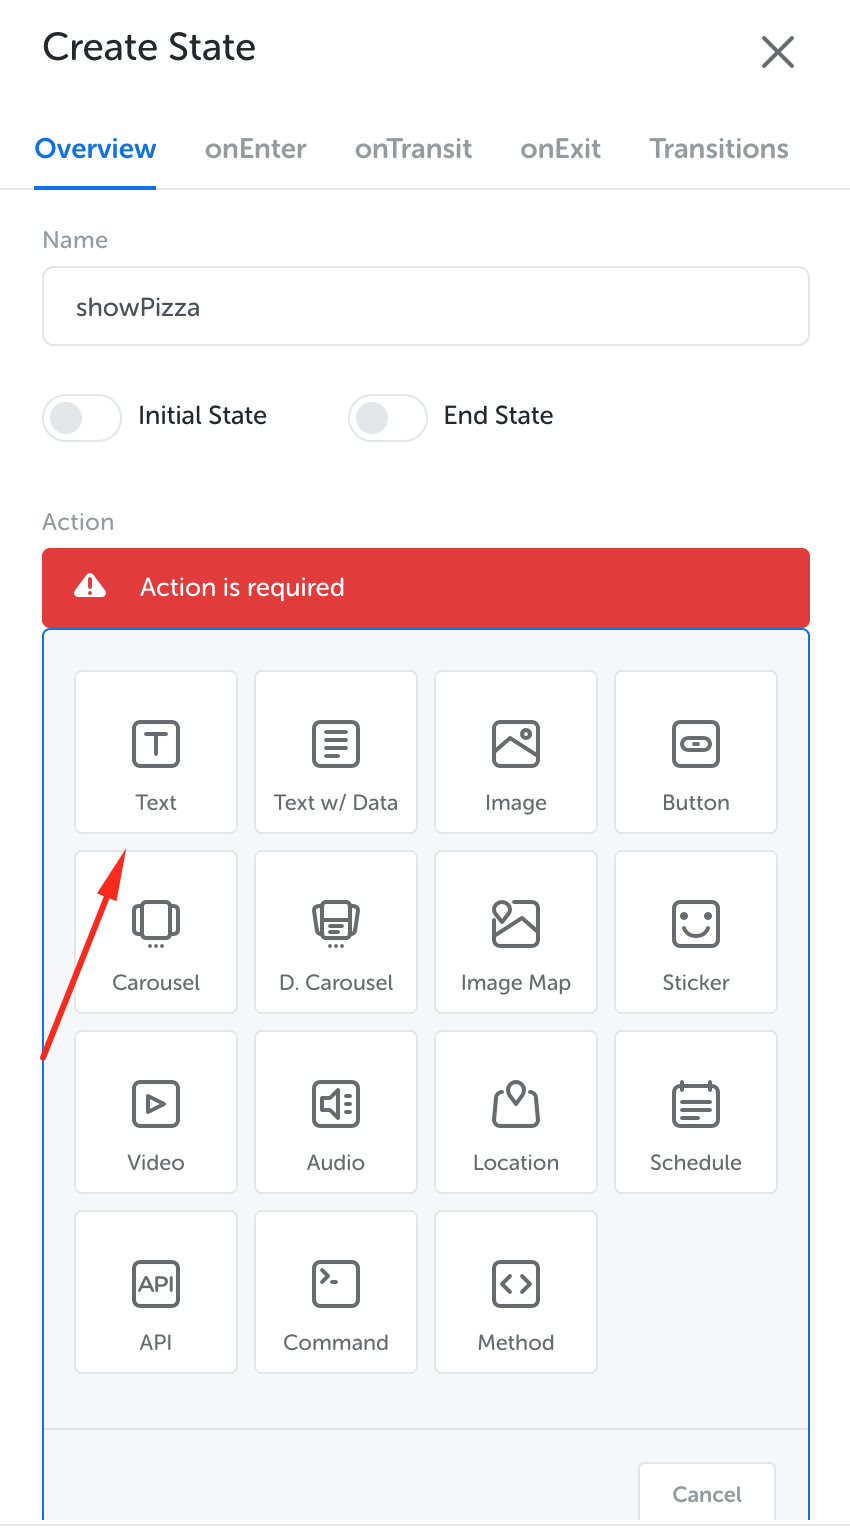 Create State
Overview onEnter onTransit onExit Transitions
Name
showPizza
Initial State End State
Action
Action is required
T
Text Text w/ Data Image Button
Carousel D. Carousel Image Map Sticker
Video Audio Location Schedule
API
API Command Method
Cancel